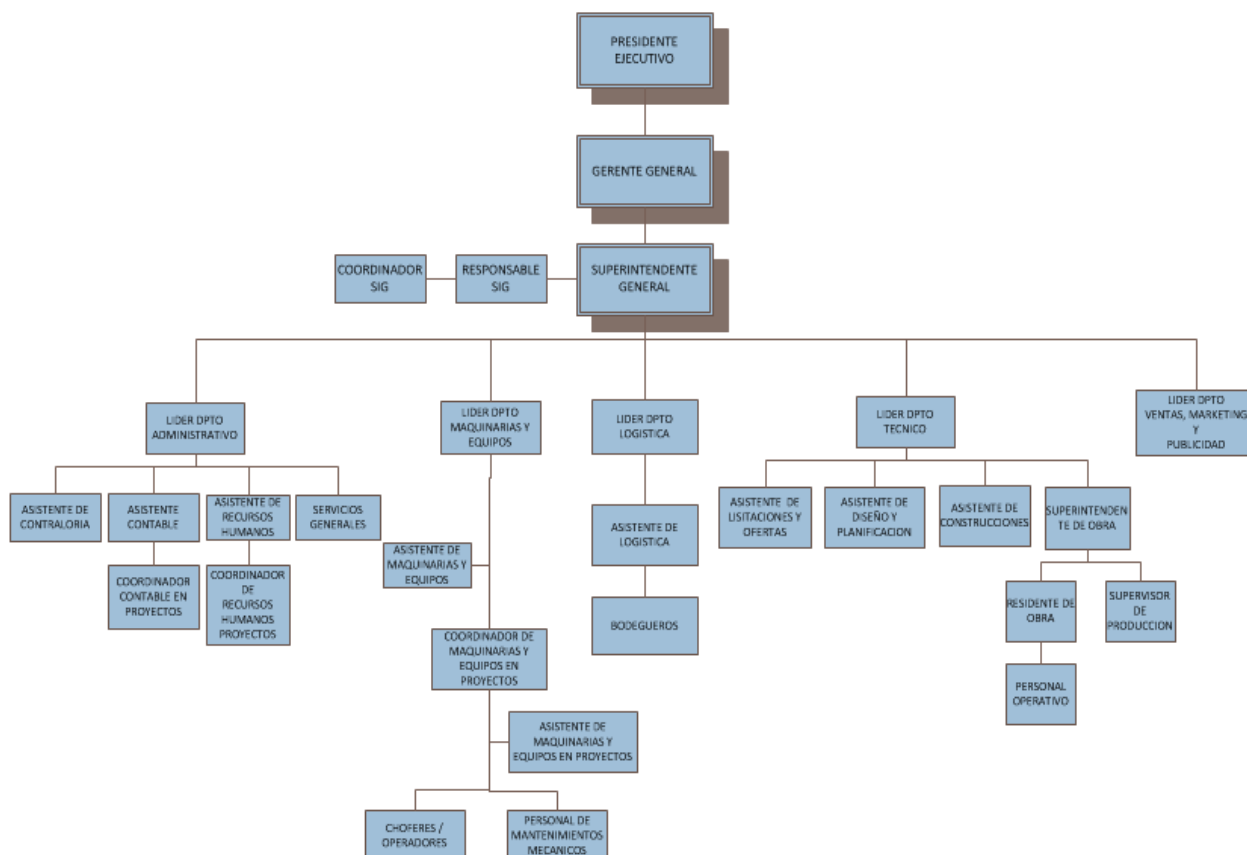 PRESIDENTE
EJECUTIVO
GERENTE GENERAL
COORDINADOR
SIG
RESPONSABLE
SIG
SUPERINTENDENTE
GENERAL
LIDER DPTO
ADMINISTRATIVO
LIDER DPTO
MAQUINARIAS Y
EQUIPOS
LIDER DPTO
LOGISTICA
LIDER DPTO
TECNICO
LIDER DPTO
VENTAS, MARKETING
Y
PUBLICIDAD
ASISTENTE DE
CONTRALORIA
ASISTENTE
CONTABLE
ASISTENTE DE
RECURSOS
HUMANOS
SERVICIOS
GENERALES
ASISTENTE DE
MAQUINARIAS Y
EQUIPOS
ASISTENTE DE
LOGISTICA
ASISTENTE DE
LISITACIONES Y
OFERTAS
ASISTENTE DE
DISEÑO Y
PLANIFICACION
ASISTENTE DE
CONSTRUCCIONES
SUPERINTENDEN
TE DE OBRA
COORDINADOR
CONTABLE EN
PROYECTOS
COORDINADOR
DE
RECURSOS
HUMANOS
PROYECTOS
COORDINADOR DE
MAQUINARIAS Y
EQUIPOS EN
PROYECTOS
BODEGUEROS
RESIDENTE DE
OBRA
SUPERVISOR
DE
PRODUCCION
PERSONAL
OPERATIVO
ASISTENTE DE
MAQUINARIAS Y
EQUIPOS EN PROYECTOS
CHOFERES /
OPERADORES
PERSONAL DE
MANTENIMIENTOS
MECANICOS